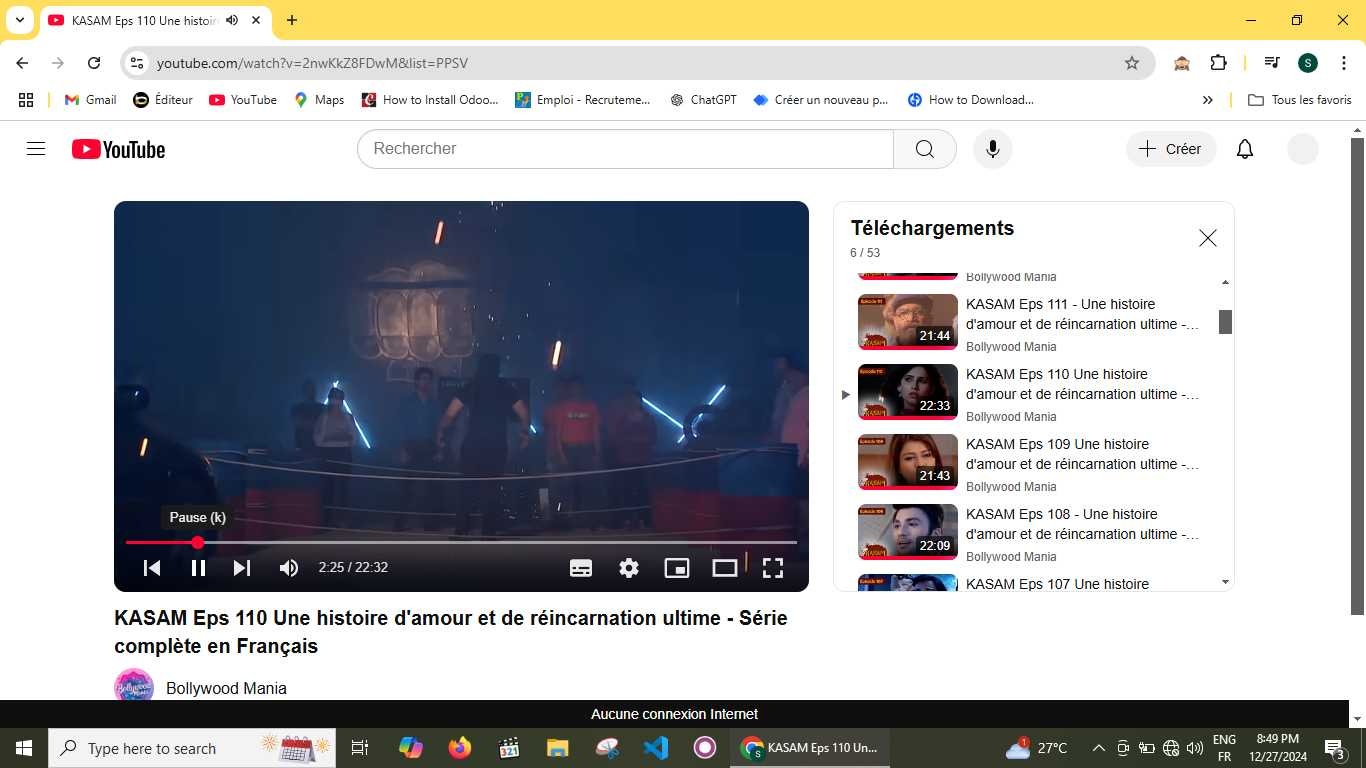 KASAM Eps 110 Une histoir
youtube.com/watch?v=2nwKkZ8FDwM&list=PPSV
S
Gmail
Éditeur
YouTube
Maps
How to Install Odoo...
Emploi - Recruteme...
ChatGPT
Créer un nouveau p...
How to Download...
Tous les favoris
YouTube
Rechercher
Créer
Téléchargements
6 / 53
Bollywood Mania
KASAM Eps 111 - Une histoire
d'amour et de réincarnation ultime -...
21:44
Bollywood Mania
KASAM Eps 110 Une histoire
d'amour et de réincarnation ultime -...
22:33
Bollywood Mania
KASAM Eps 109 Une histoire
d'amour et de réincarnation ultime -...
21:43
Bollywood Mania
KASAM Eps 108 - Une histoire
d'amour et de réincarnation ultime -...
22:09
Bollywood Mania
KASAM Eps 107 Une histoire
Pause (k)
2:25 / 22:32
KASAM Eps 110 Une histoire d'amour et de réincarnation ultime - Série
complète en Français
Bollywood Mania
Aucune connexion Internet
Type here to search
KASAM Eps 110 Un...
27°C
ENG
FR
8:49 PM
12/27/2024
3